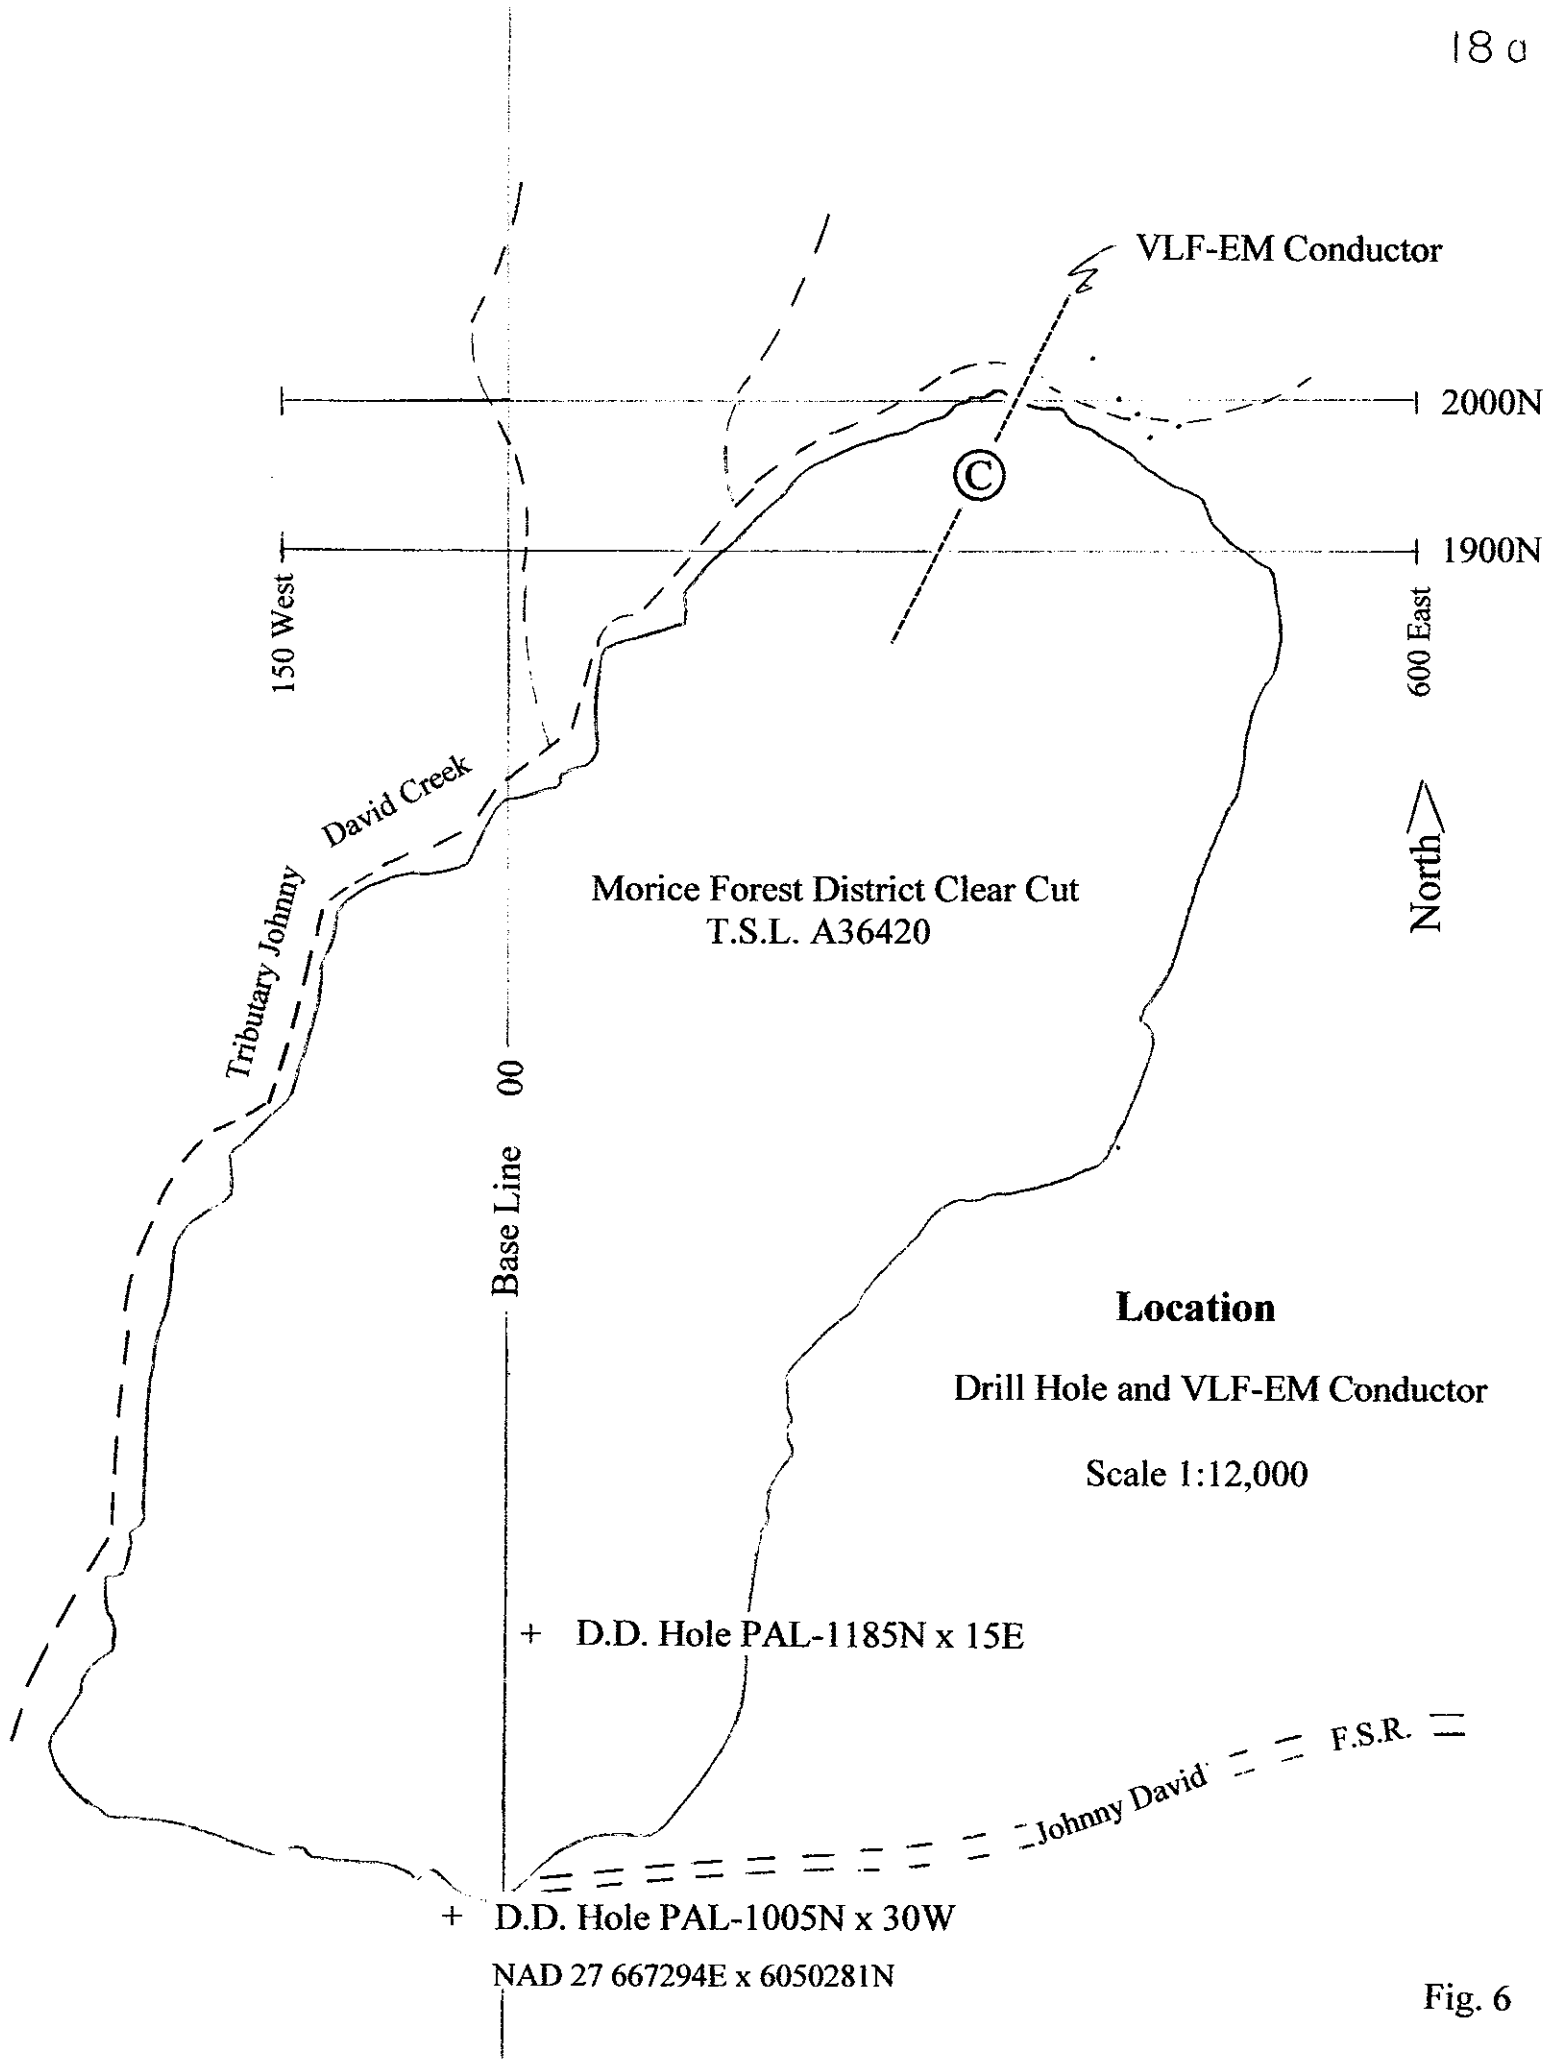 18a
VLF-EM Conductor
2000N
C
1900N
150 West
600 East
David Creek
North
Morice Forest District Clear Cut
T.S.L. A36420
Tributary Johnny
00
Base Line
Location
Drill Hole and VLF-EM Conductor
Scale 1:12,000
+ D.D. Hole PAL-1185N x 15E
F.S.R.
Johnny David
+ D.D. Hole PAL-1005N x 30W
NAD 27 667294E x 6050281N
Fig. 6